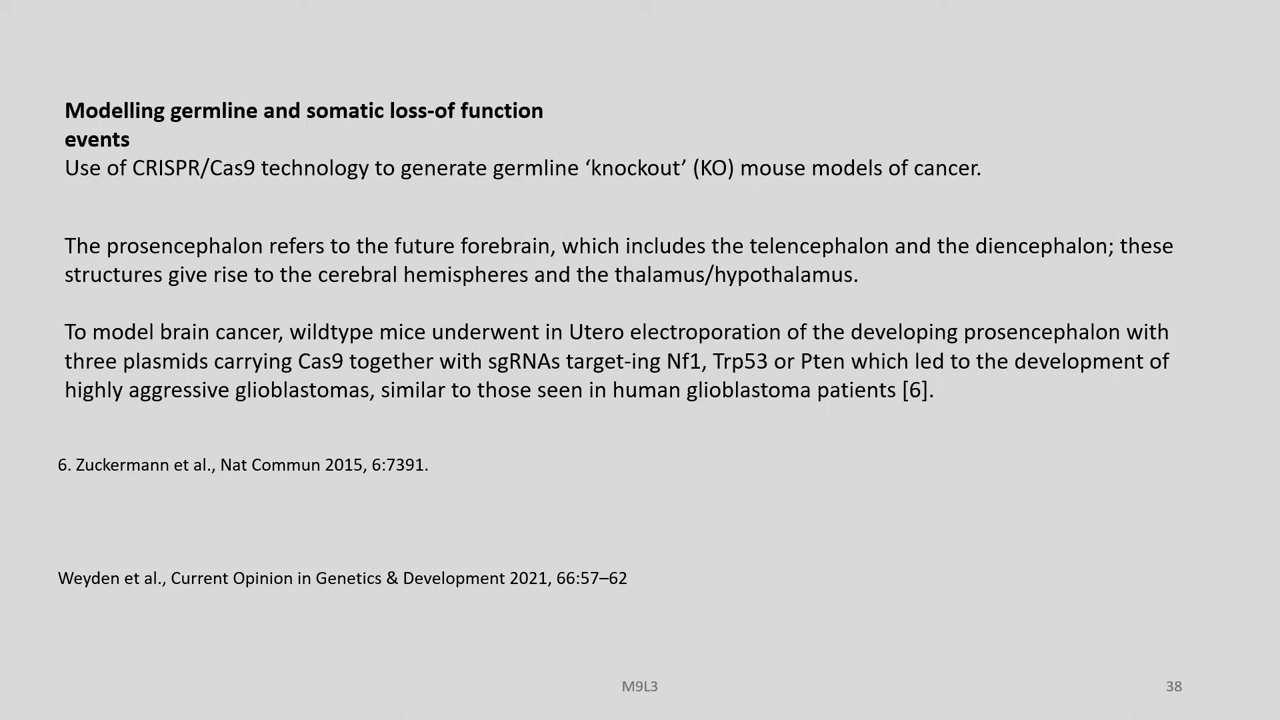 Modelling germline and somatic loss-of function
events
Use of CRISPR/Cas9 technology to generate germline ‘knockout’ (KO) mouse models of cancer.
The prosencephalon refers to the future forebrain, which includes the telencephalon and the diencephalon; these
structures give rise to the cerebral hemispheres and the thalamus/hypothalamus.
To model brain cancer, wildtype mice underwent in Utero electroporation of the developing prosencephalon with
three plasmids carrying Cas9 together with sgRNAs target-ing Nf1, Trp53 or Pten which led to the development of
highly aggressive glioblastomas, similar to those seen in human glioblastoma patients [6].
6. Zuckermann et al., Nat Commun 2015, 6:7391.
Weyden et al., Current Opinion in Genetics & Development 2021, 66:57–62
M9L3
38